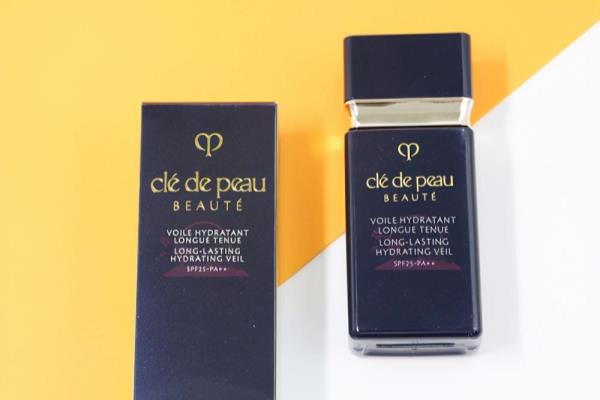 clé de peau
BEAUTÉ
VOILE HYDRATANT
LONGUE TENUE
LONG-LASTING
HYDRATING VEIL
SPF25•PA++
clé de peau
BEAUTÉ
VOILE HYDRATANT
LONGUE TENUE
LONG-LASTING
HYDRATING VEIL
SPF25•PA++